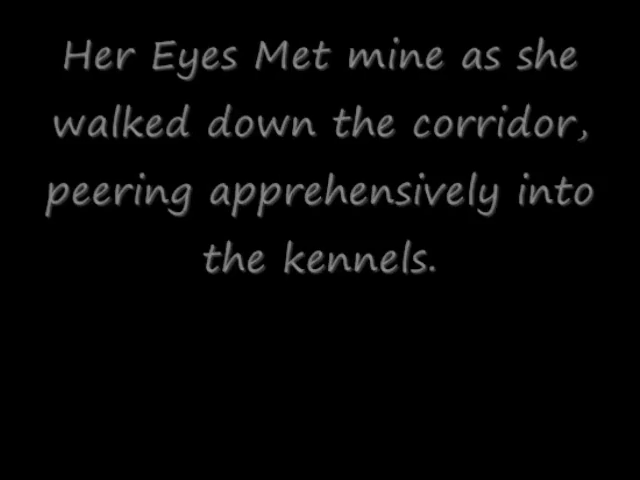 Her Eyes Met mine as she
walked down the corridor,
peering apprehensively into
the kennels.